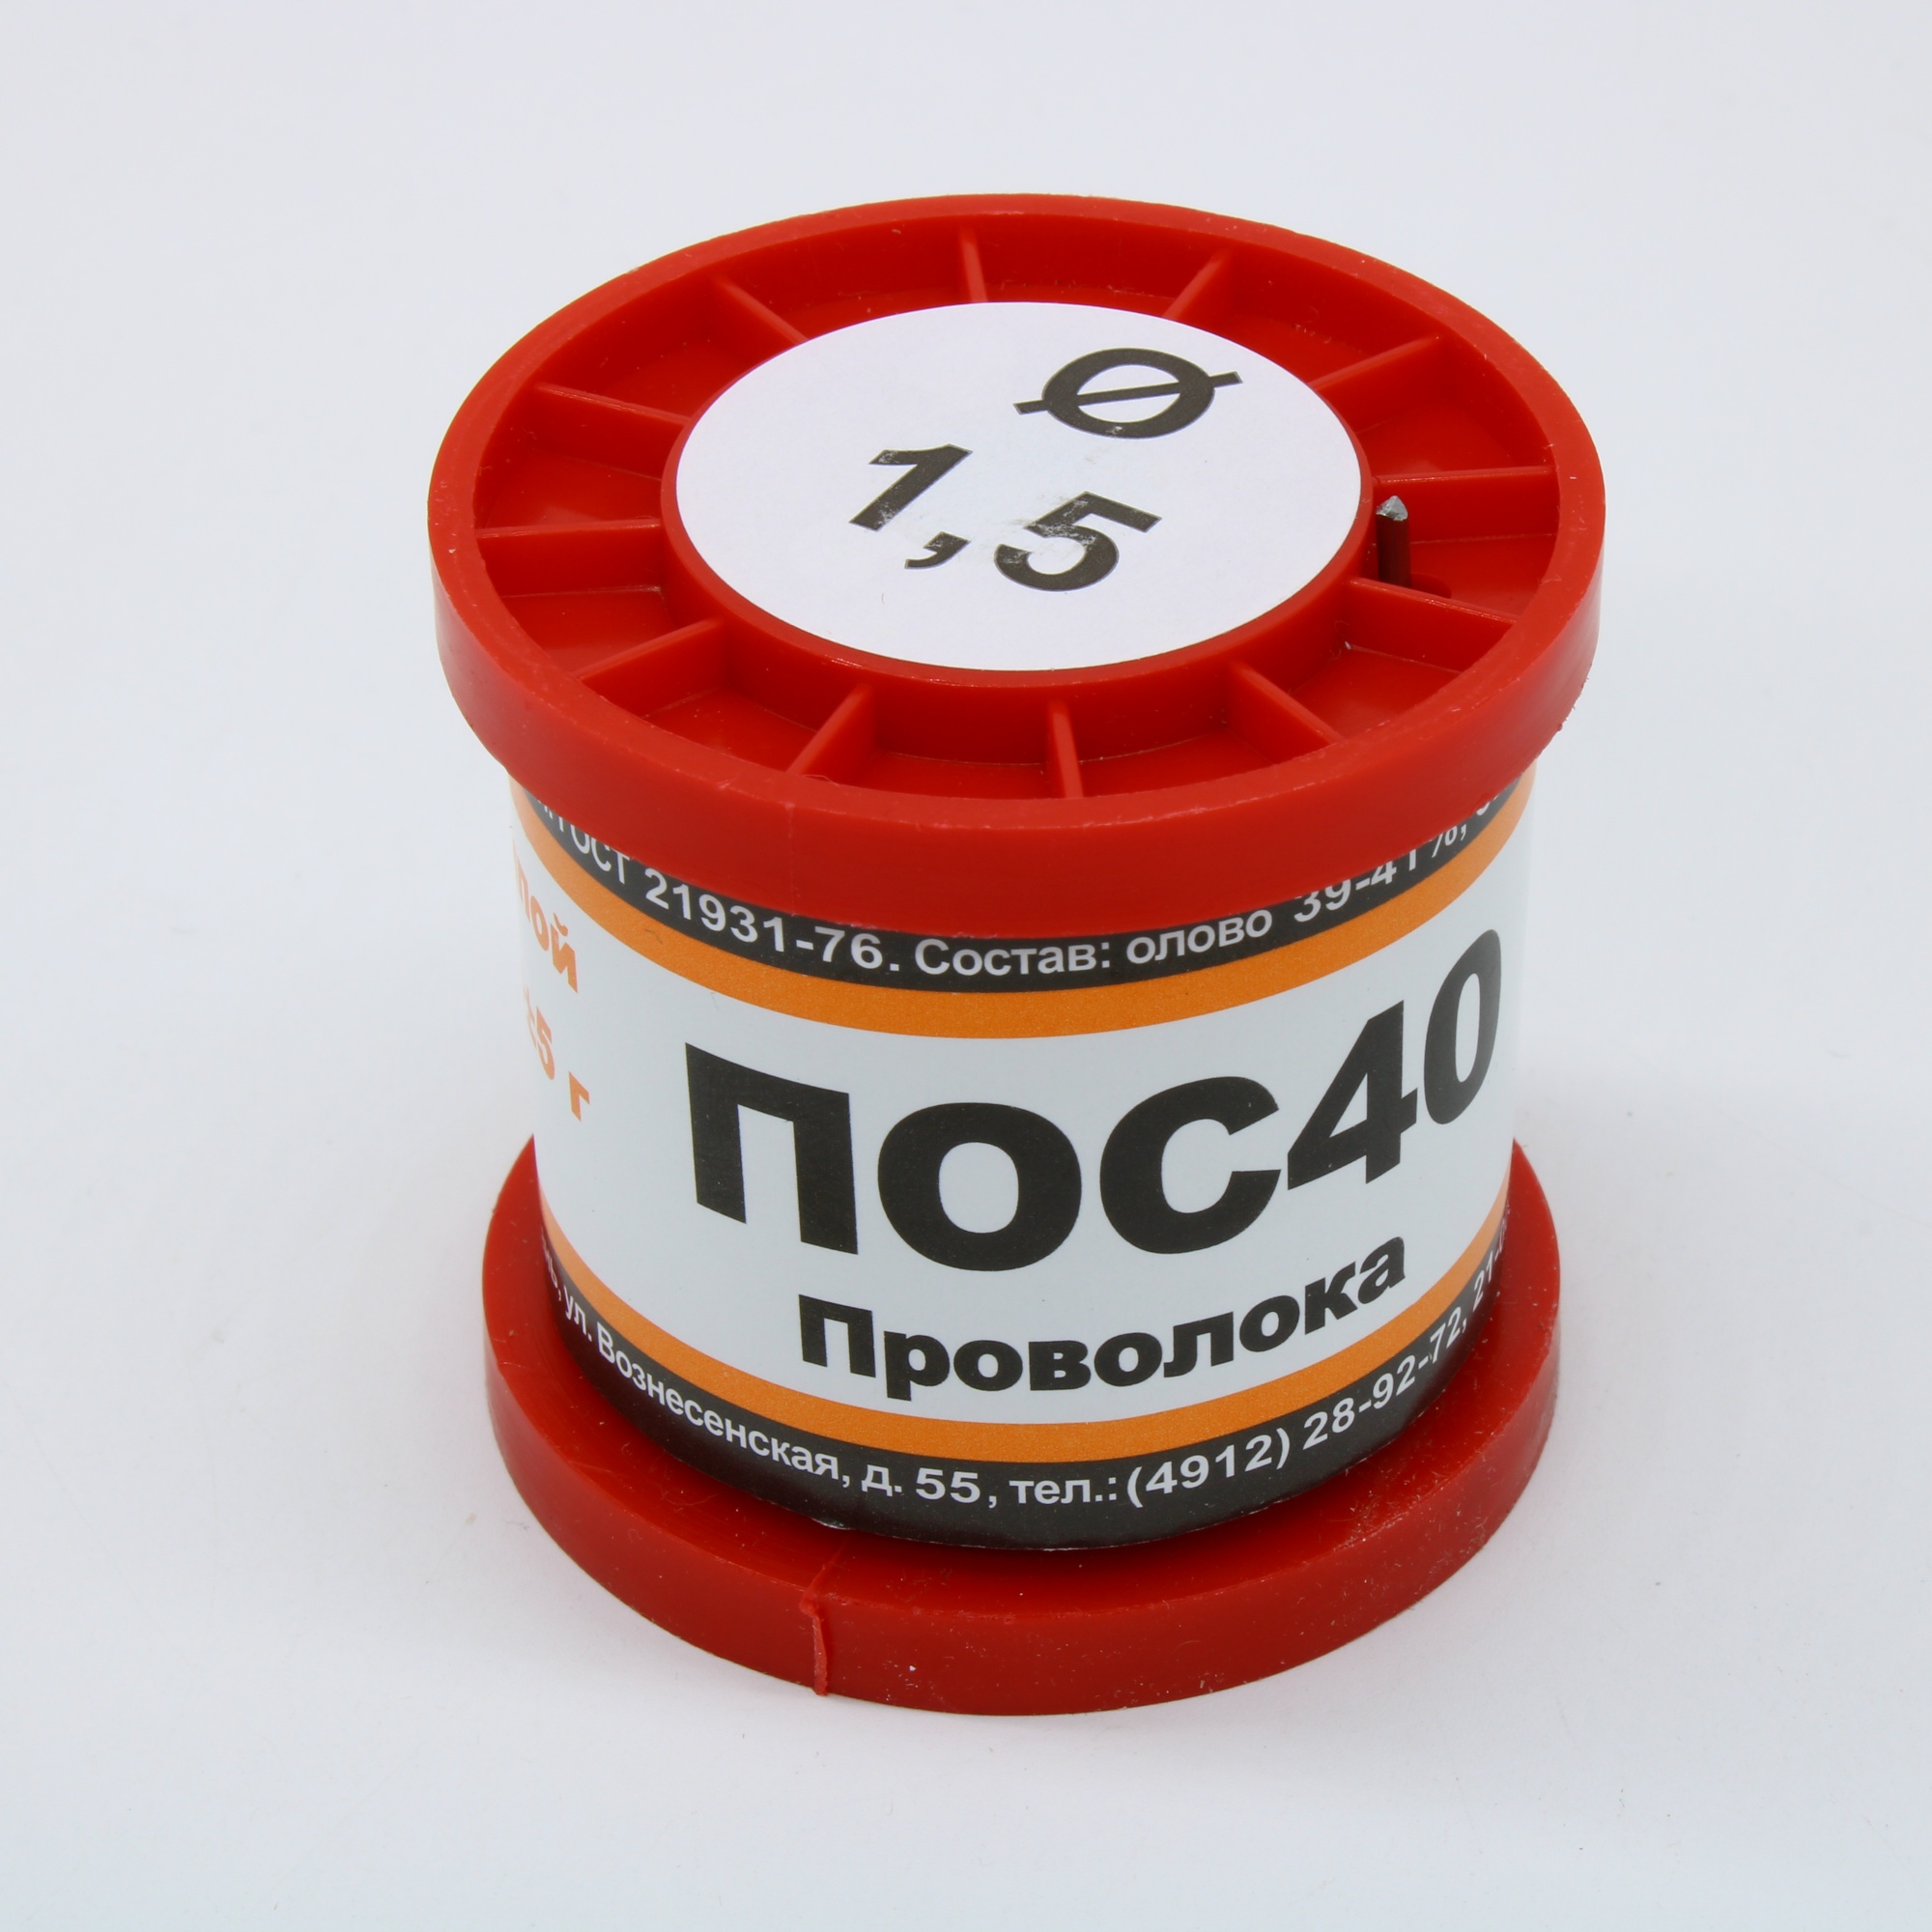 Ø
1,5
ГОСТ 21931-76. Состав: олово 39-41%,
ПОС40
Проволока
ул. Вознесенская, д. 55, тел.: (4912) 28-92-72,
г